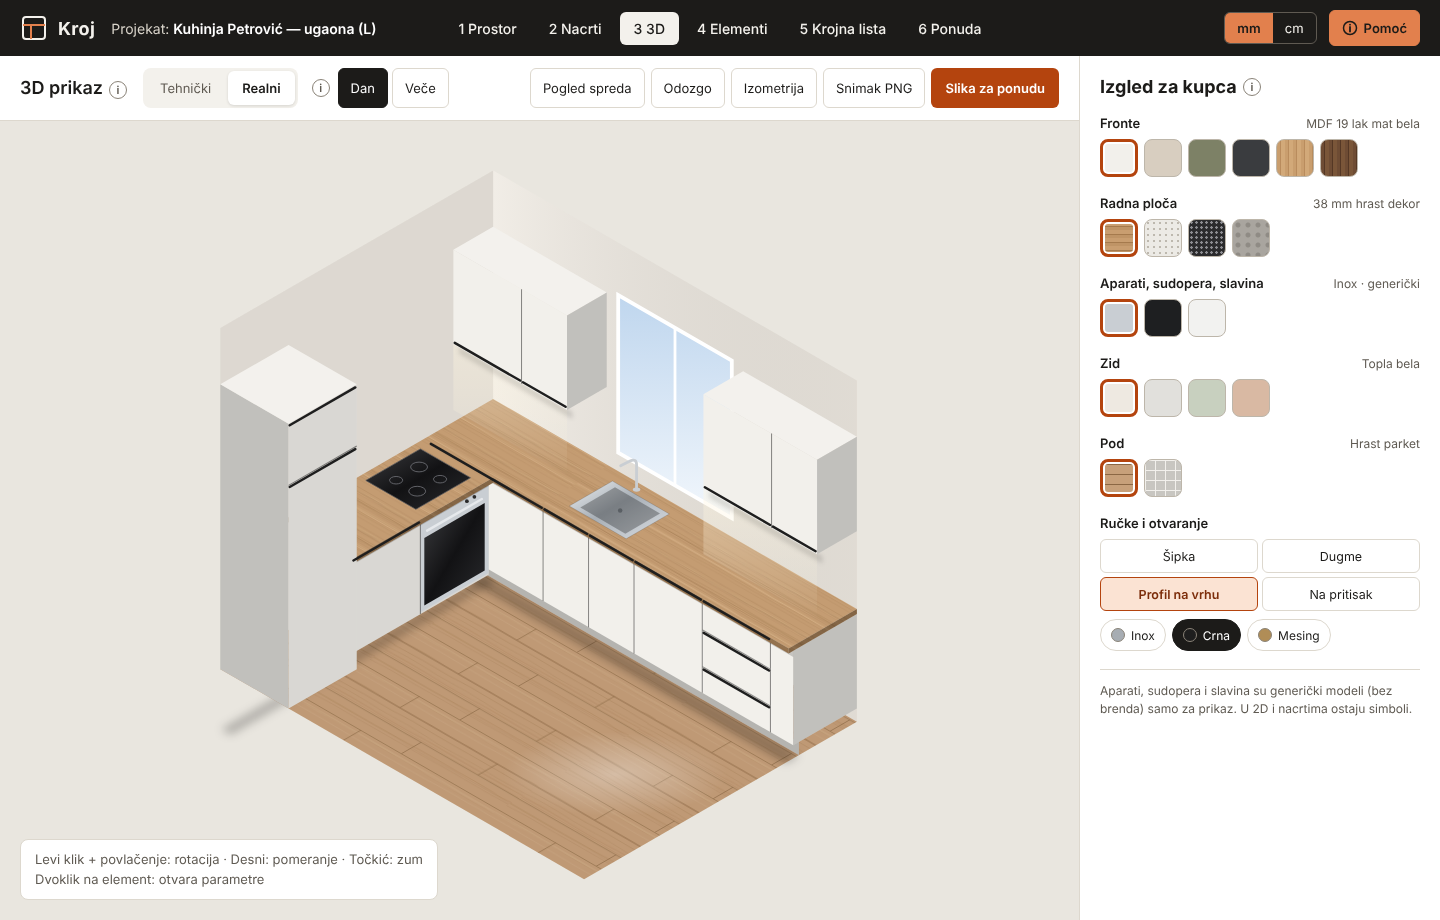 Kroj
Projekat: Kuhinja Petrović — ugaona (L)
1 Prostor
2 Nacrti
3 3D
4 Elementi
5 Krojna lista
6 Ponuda
mm
cm
Pomoć
3D prikaz
Tehnički
Realni
Dan
Veče
Pogled spreda
Odozgo
Izometrija
Snimak PNG
Slika za ponudu
Levi klik + povlačenje: rotacija · Desni: pomeranje · Točkić: zum
Dvoklik na element: otvara parametre
Izgled za kupca
Fronte
MDF 19 lak mat bela
Radna ploča
38 mm hrast dekor
Aparati, sudopera, slavina
Inox · generički
Zid
Topla bela
Pod
Hrast parket
Ručke i otvaranje
Šipka
Dugme
Profil na vrhu
Na pritisak
Inox
Crna
Mesing
Aparati, sudopera i slavina su generički modeli (bez
brenda) samo za prikaz. U 2D i nacrtima ostaju simboli.